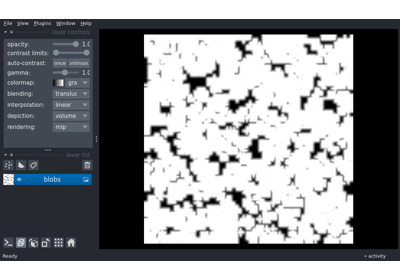 File View Plugins Window Help
layer controls
opacity: 1.0
contrast limits:
auto-contrast: once
gamma: 1.0
colormap: gra
blending: translu
interpolation: linear
depiction: volume
rendering: mip
layer list
blobs
Ready activity